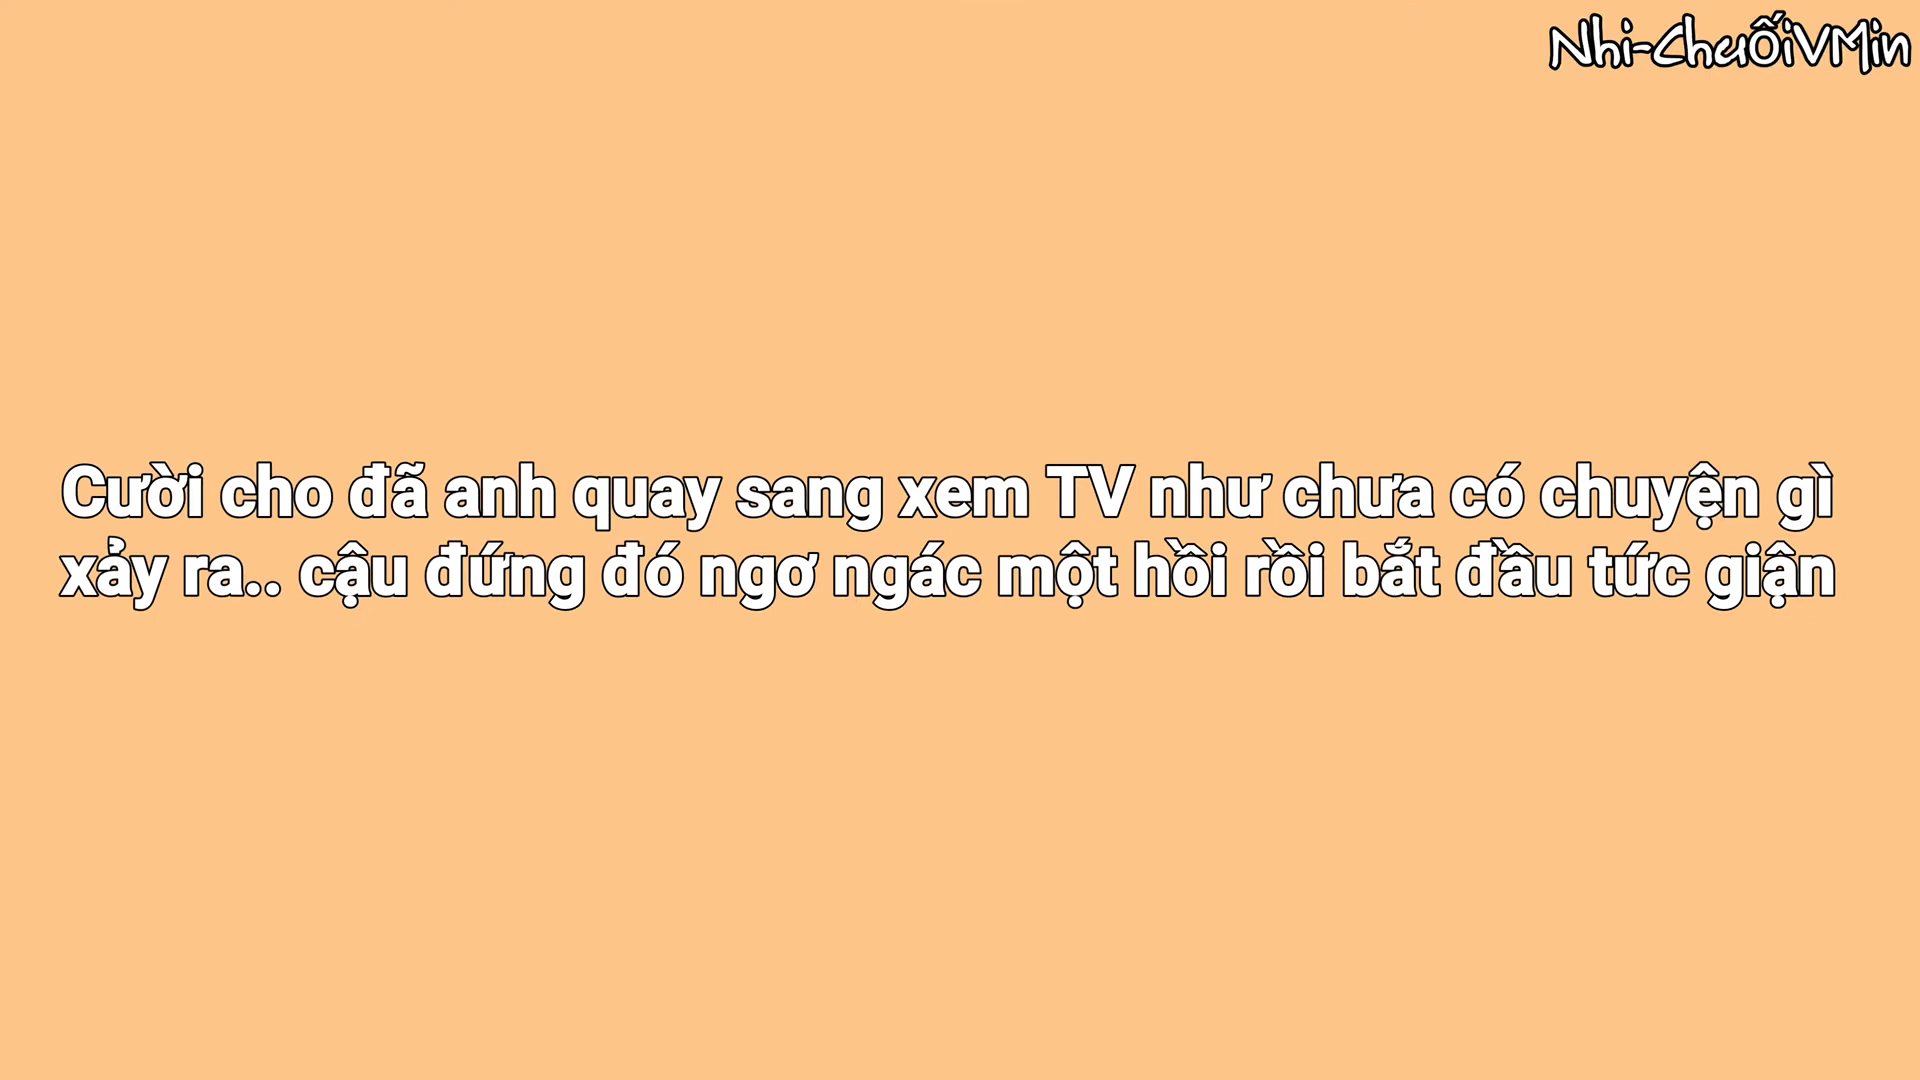 Nhi-ChuỐiVMin
Cười cho đã anh quay sang xem TV như chưa có chuyện gì
xảy ra.. cậu đứng đó ngơ ngác một hồi rồi bắt đầu tức giận